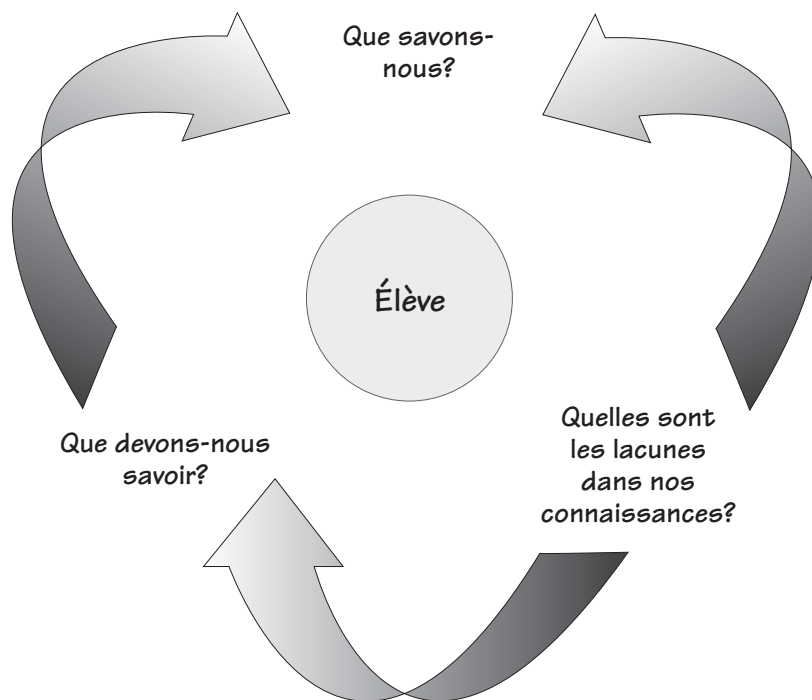 Que savons-
nous?
Élève
Que devons-nous
savoir?
Quelles sont
les lacunes
dans nos
connaissances?